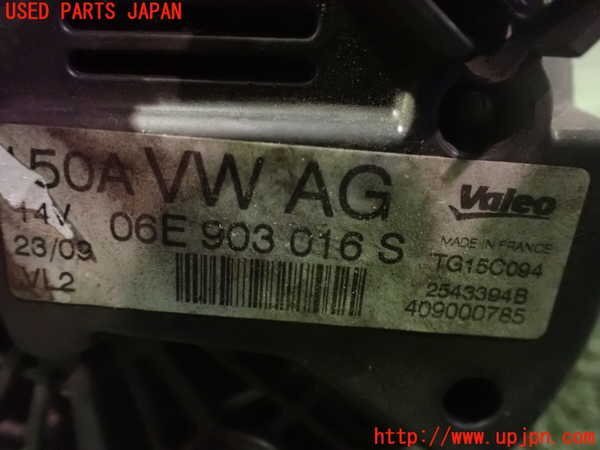 USED PARTS JAPAN
150A VW AG
14V
06E 903 016 S
23/09
VL2
Valeo
MADE IN FRANCE
TG15C094
2543394B
409000785
http://www.upjpn.com/